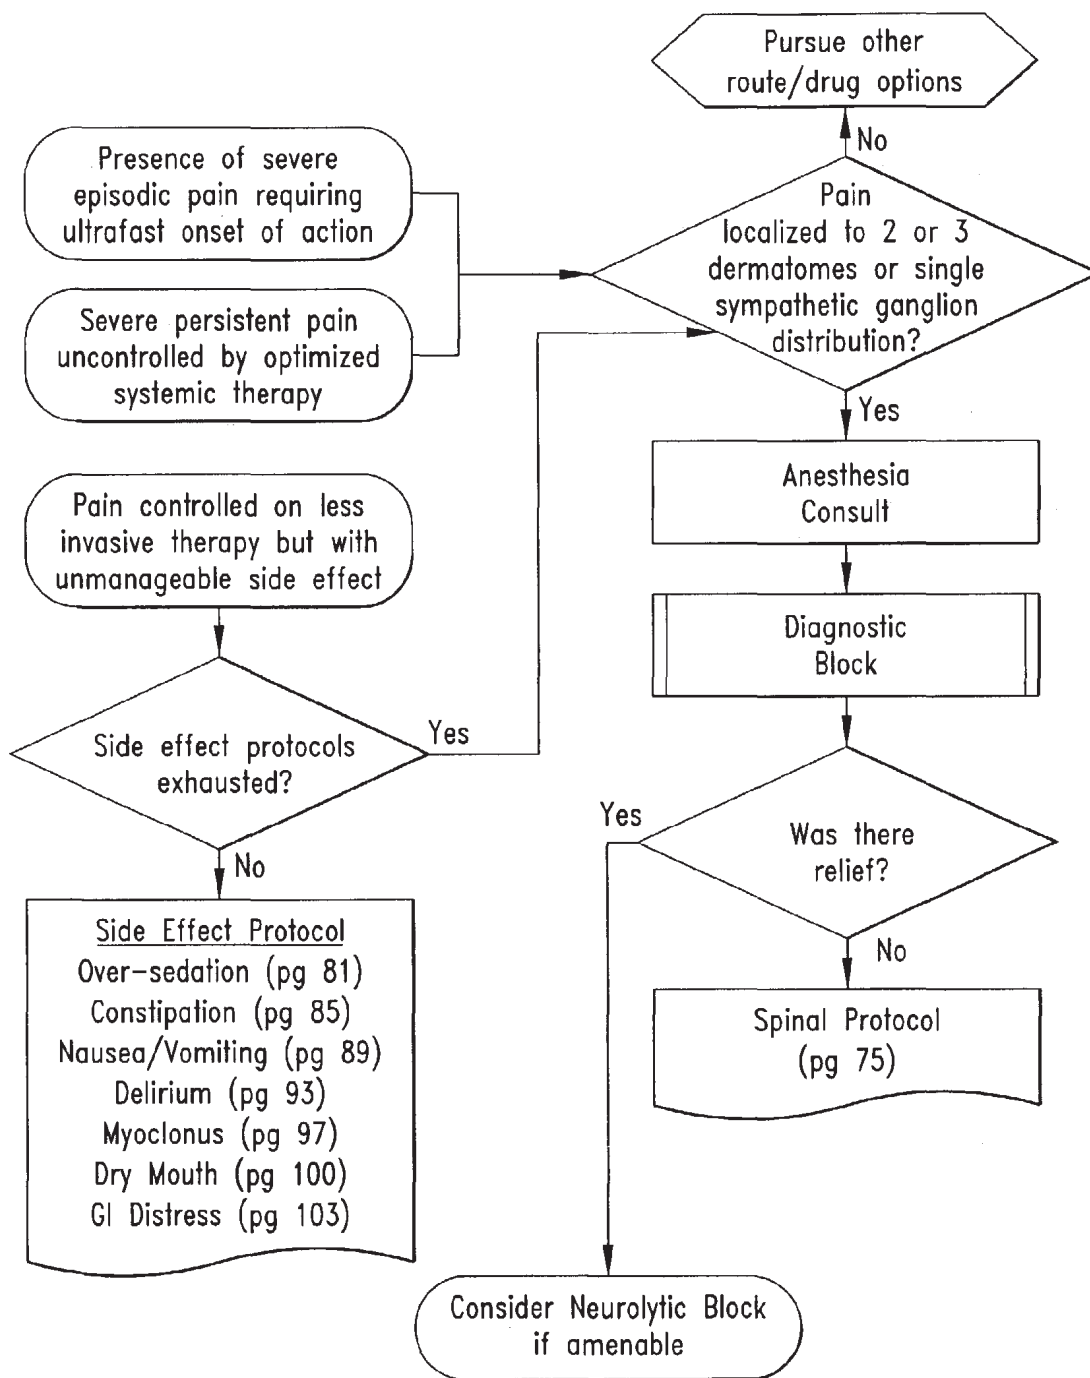 Pursue other
route/drug options
No
Presence of severe
episodic pain requiring
ultrafast onset of action
Severe persistent pain
uncontrolled by optimized
systemic therapy
Pain
localized to 2 or 3
dermatomes or single
sympathetic ganglion
distribution?
Yes
Anesthesia
Consult
Pain controlled on less
invasive therapy but with
unmanageable side effect
Diagnostic
Block
Side effect protocols
exhausted?
Yes
No
Was there
relief?
Yes
No
Side Effect Protocol
Over-sedation (pg 81)
Constipation (pg 85)
Nausea/Vomiting (pg 89)
Delirium (pg 93)
Myoclonus (pg 97)
Dry Mouth (pg 100)
GI Distress (pg 103)
Spinal Protocol
(pg 75)
Consider Neurolytic Block
if amenable